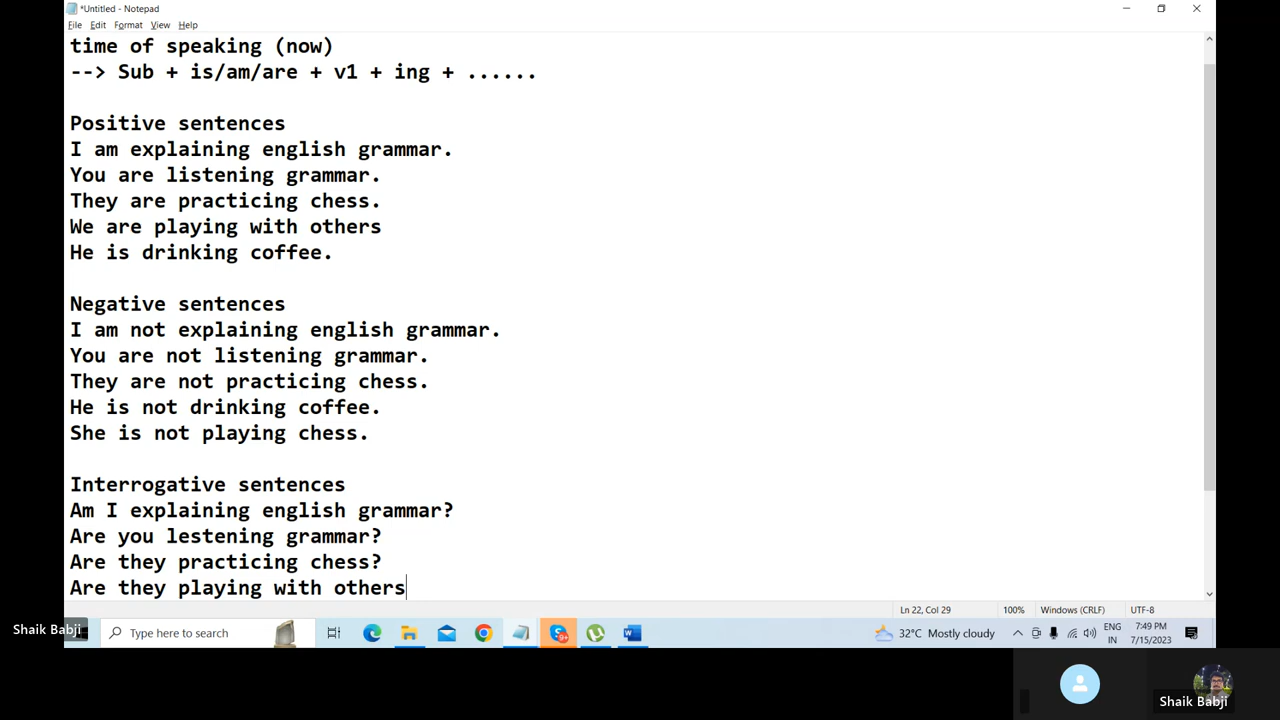 *Untitled - Notepad
File Edit Format View Help
time of speaking (now)
--> Sub + is/am/are + v1 + ing + ......
Positive sentences
I am explaining english grammar.
You are listening grammar.
They are practicing chess.
We are playing with others
He is drinking coffee.
Negative sentences
I am not explaining english grammar.
You are not listening grammar.
They are not practicing chess.
He is not drinking coffee.
She is not playing chess.
Interrogative sentences
Am I explaining english grammar?
Are you lestening grammar?
Are they practicing chess?
Are they playing with others
Ln 22, Col 29 100% Windows (CRLF) UTF-8
Shaik Babji
Type here to search
9+
32°C Mostly cloudy
ENG
IN
7:49 PM
7/15/2023
Shaik Babji